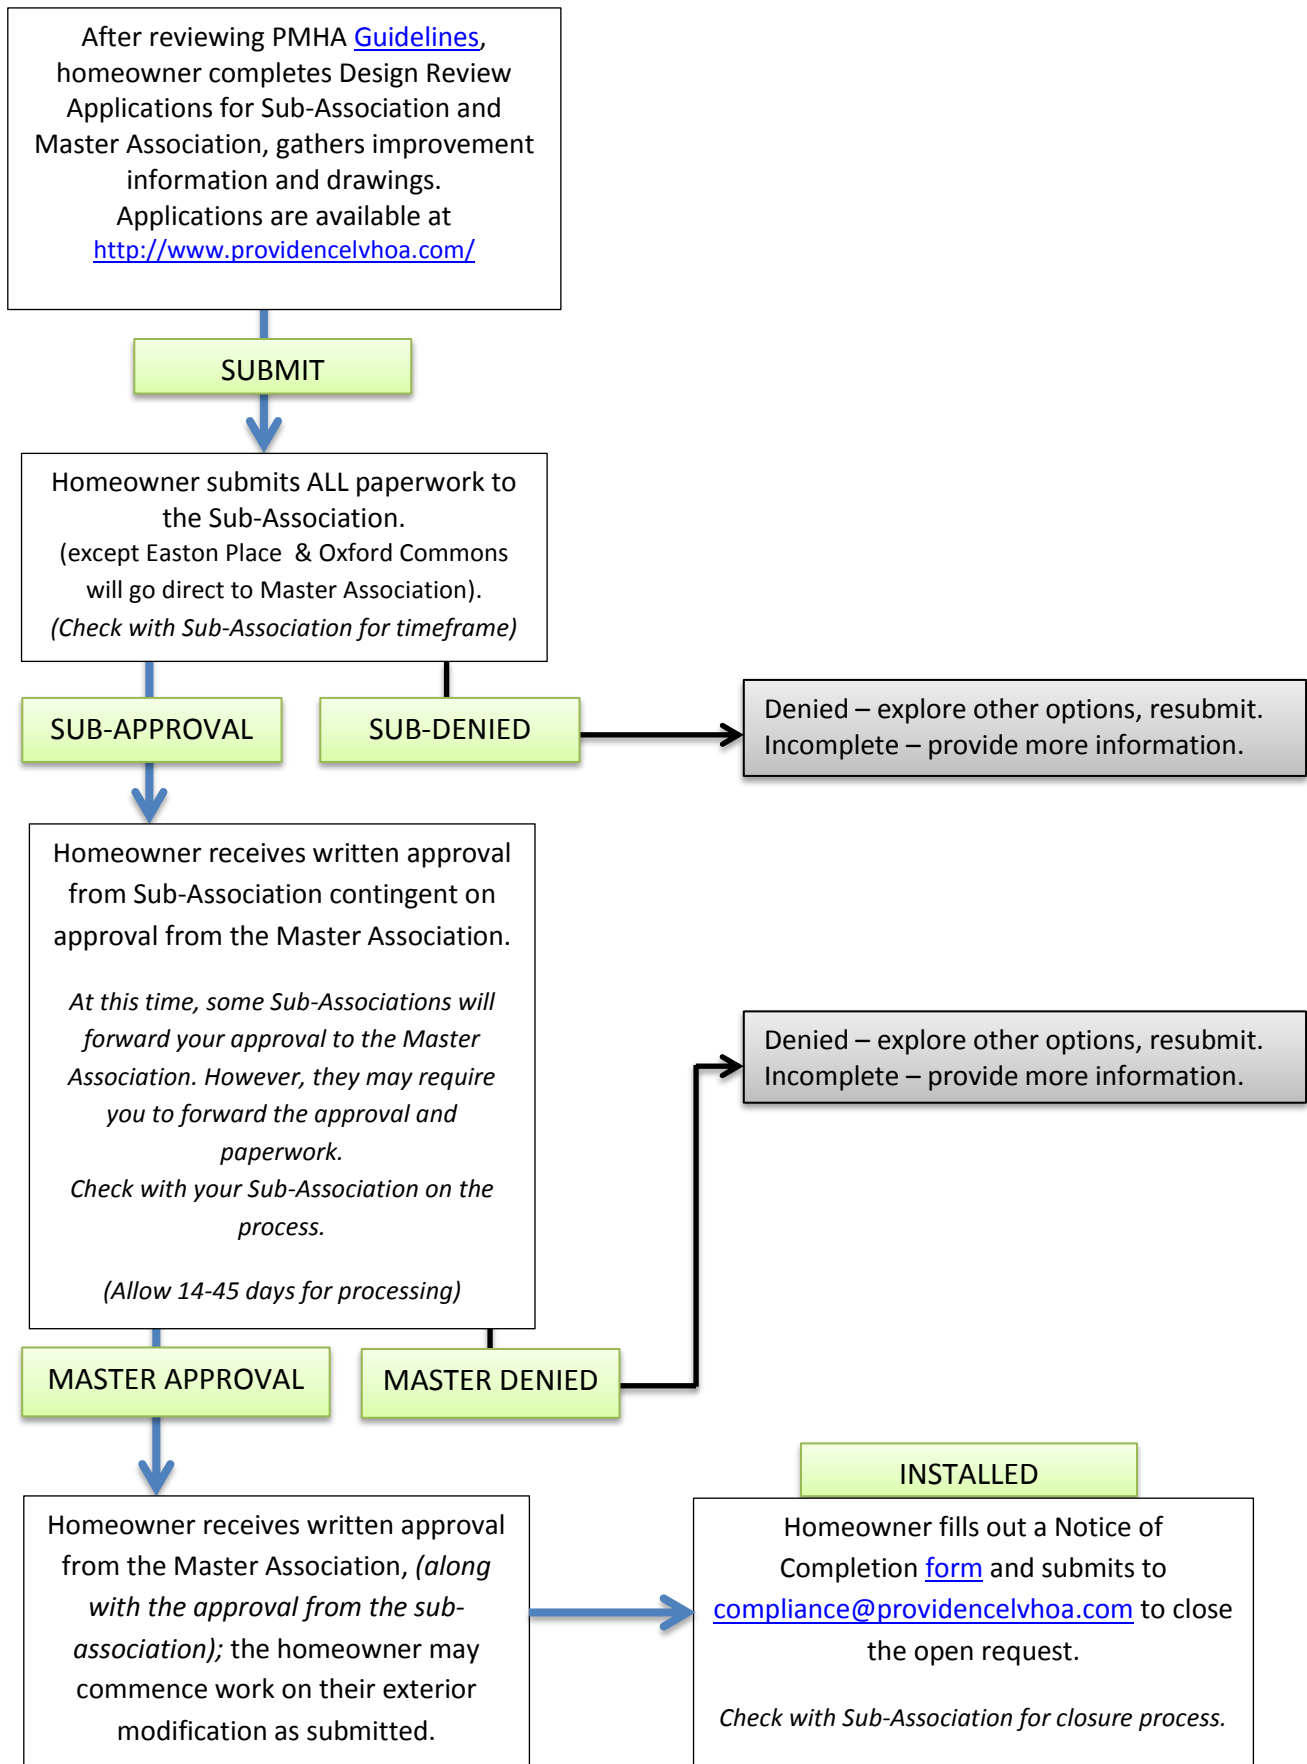 After reviewing PMHA Guidelines,
homeowner completes Design Review
Applications for Sub-Association and
Master Association, gathers improvement
information and drawings.
Applications are available at
http://www.providencelvhoa.com/
SUBMIT
Homeowner submits ALL paperwork to
the Sub-Association.
(except Easton Place & Oxford Commons
will go direct to Master Association).
(Check with Sub-Association for timeframe)
SUB-APPROVAL
SUB-DENIED
Denied – explore other options, resubmit.
Incomplete – provide more information.
Homeowner receives written approval
from Sub-Association contingent on
approval from the Master Association.
At this time, some Sub-Associations will
forward your approval to the Master
Association. However, they may require
you to forward the approval and
paperwork.
Check with your Sub-Association on the
process.
(Allow 14-45 days for processing)
Denied – explore other options, resubmit.
Incomplete – provide more information.
MASTER APPROVAL
MASTER DENIED
Homeowner receives written approval
from the Master Association, (along
with the approval from the sub-
association); the homeowner may
commence work on their exterior
modification as submitted.
INSTALLED
Homeowner fills out a Notice of
Completion form and submits to
compliance@providencelvhoa.com to close
the open request.
Check with Sub-Association for closure process.